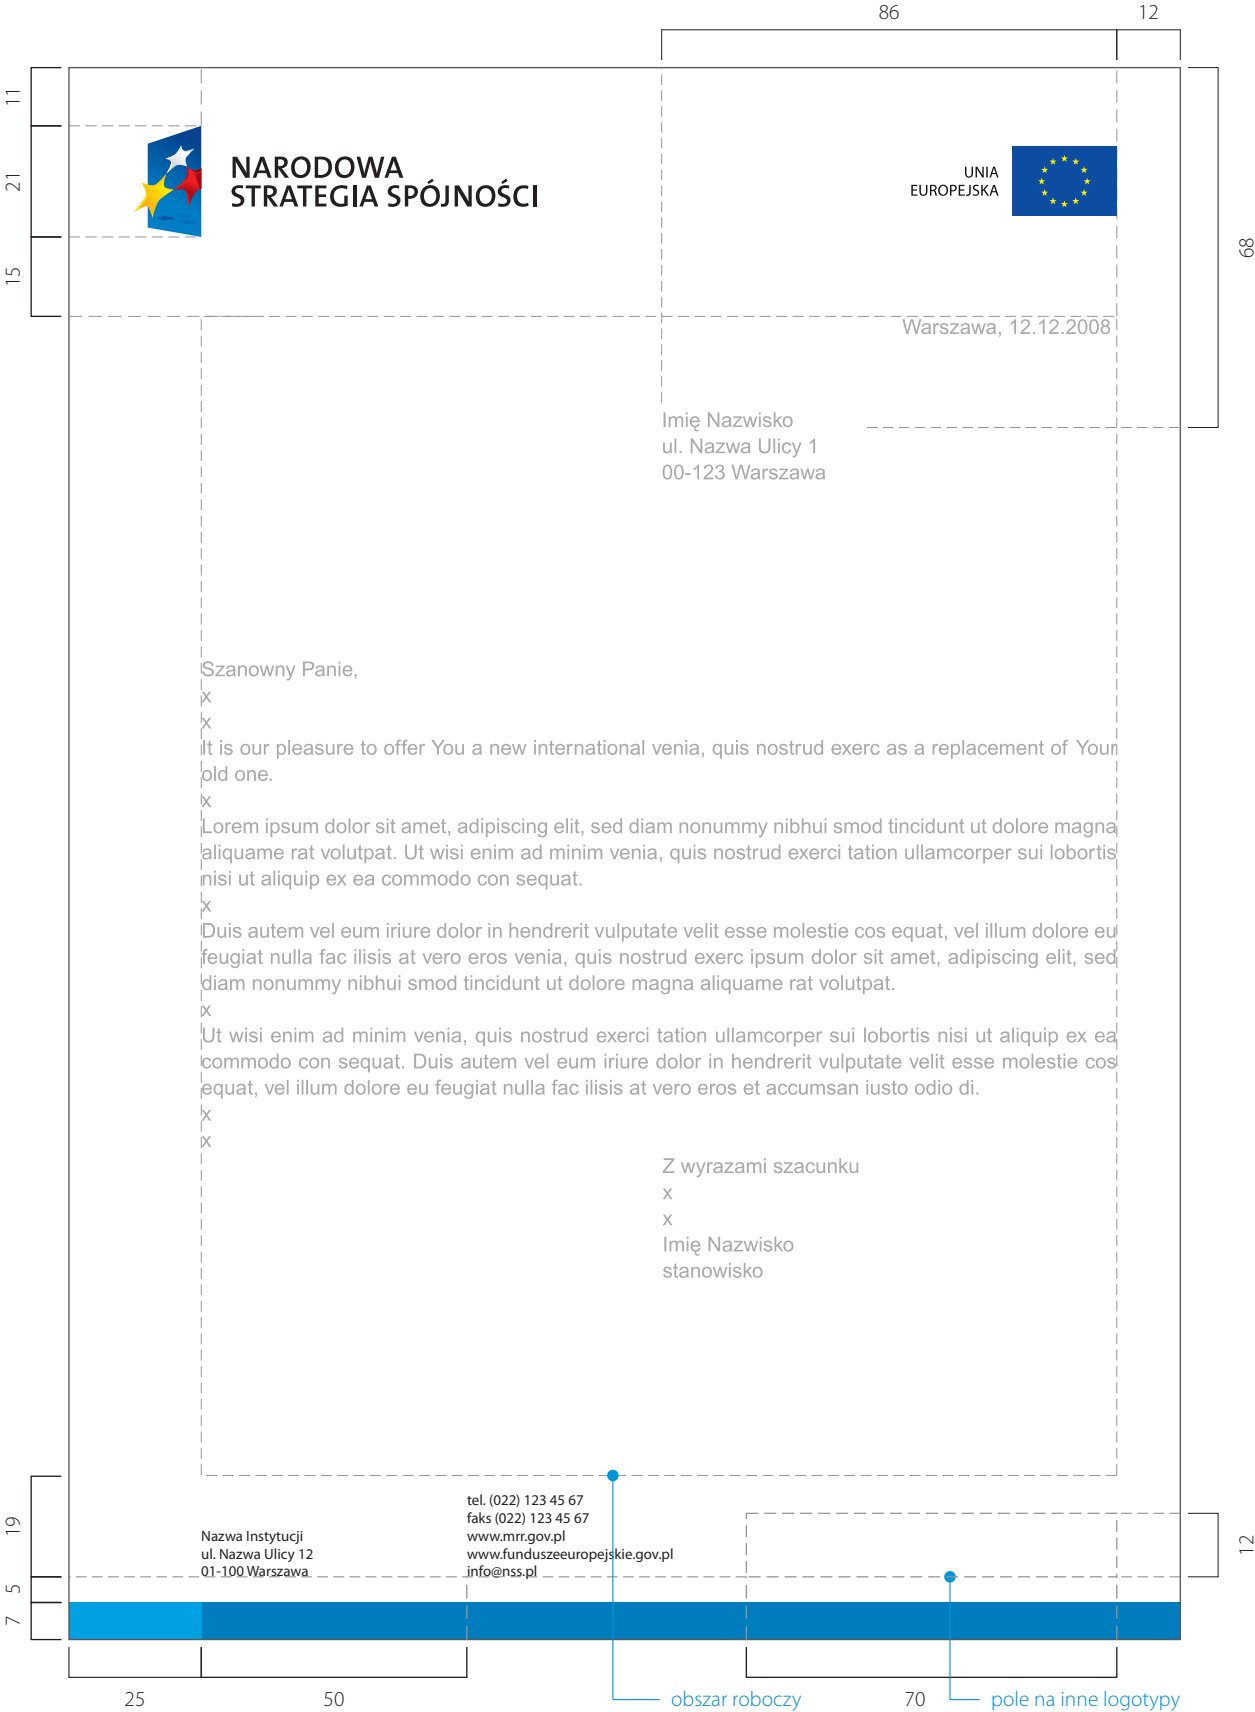 86
12
11
21
15
68
NARODOWA
STRATEGIA SPÓJNOŚCI
UNIA
EUROPEJSKA
Warszawa, 12.12.2008
Imię Nazwisko
ul. Nazwa Ulicy 1
00-123 Warszawa
Szanowny Panie,
x
x
It is our pleasure to offer You a new international venia, quis nostrud exerc as a replacement of Your
old one.
x
Lorem ipsum dolor sit amet, adipiscing elit, sed diam nonummy nibhui smod tincidunt ut dolore magna
aliquame rat volutpat. Ut wisi enim ad minim venia, quis nostrud exerci tation ullamcorper sui lobortis
nisi ut aliquip ex ea commodo con sequat.
x
Duis autem vel eum iriure dolor in hendrerit vulputate velit esse molestie cos equat, vel illum dolore eu
feugiat nulla fac ilisis at vero eros venia, quis nostrud exerc ipsum dolor sit amet, adipiscing elit, sed
diam nonummy nibhui smod tincidunt ut dolore magna aliquame rat volutpat.
x
Ut wisi enim ad minim venia, quis nostrud exerci tation ullamcorper sui lobortis nisi ut aliquip ex ea
commodo con sequat. Duis autem vel eum iriure dolor in hendrerit vulputate velit esse molestie cos
equat, vel illum dolore eu feugiat nulla fac ilisis at vero eros et accumsan iusto odio di.
x
x
Z wyrazami szacunku
x
x
Imię Nazwisko
stanowisko
19
5
7
Nazwa Instytucji
ul. Nazwa Ulicy 12
01-100 Warszawa
tel. (022) 123 45 67
faks (022) 123 45 67
www.mrr.gov.pl
www.funduszeeuropejskie.gov.pl
info@nss.pl
12
25
50
obszar roboczy
70
pole na inne logotypy